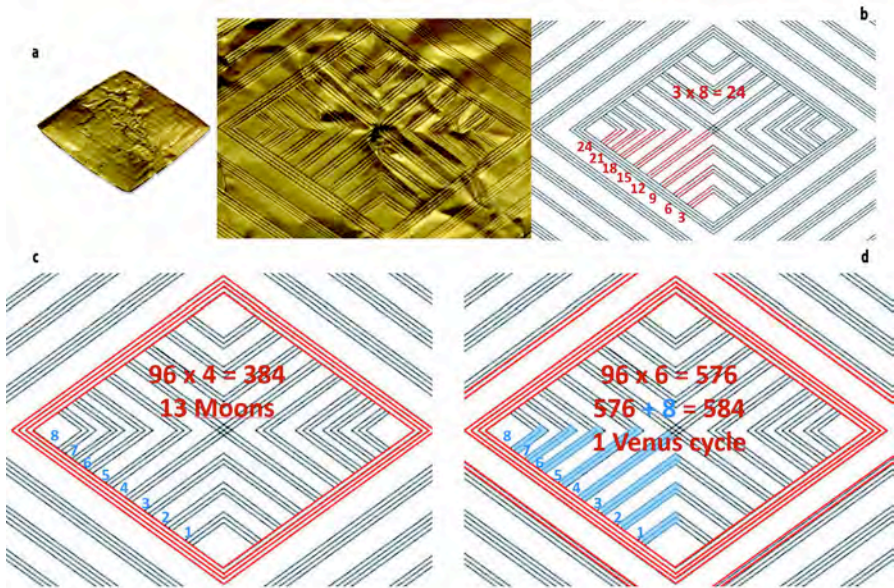 a
b
3 x 8 = 24
24
21
18
15
12
9
6
3
c
96 x 4 = 384
13 Moons
8
7
6
5
4
3
2
1
d
96 x 6 = 576
576 + 8 = 584
1 Venus cycle
8
7
6
5
4
3
2
1